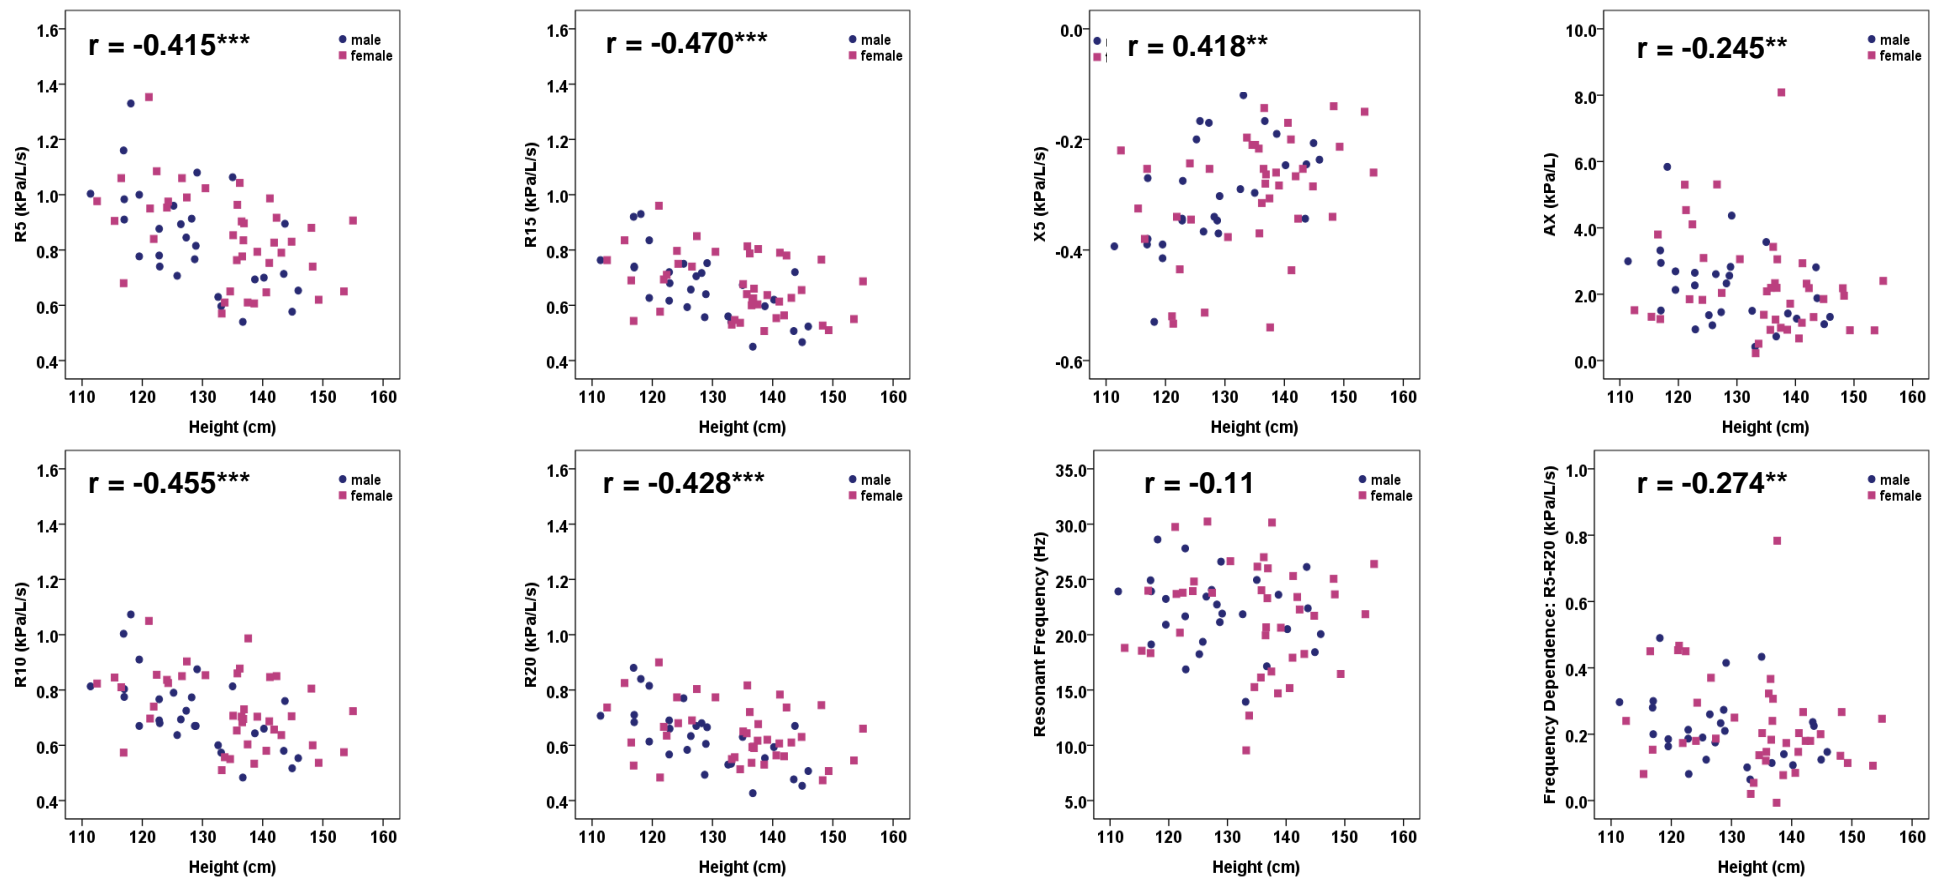 r = -0.415***
male
female
1.6
1.4
1.2
1.0
0.8
0.6
0.4
R5 (kPa/L/s)
110 120 130 140 150 160
Height (cm)
r = -0.470***
male
female
1.6
1.4
1.2
1.0
0.8
0.6
0.4
R15 (kPa/L/s)
110 120 130 140 150 160
Height (cm)
r = 0.418**
0.0
-0.2
-0.4
-0.6
X5 (kPa/L/s)
110 120 130 140 150 160
Height (cm)
r = -0.245**
male
female
10.0
8.0
6.0
4.0
2.0
0.0
AX (kPa/L)
110 120 130 140 150 160
Height (cm)
r = -0.455***
male
female
1.6
1.4
1.2
1.0
0.8
0.6
0.4
R10 (kPa/L/s)
110 120 130 140 150 160
Height (cm)
r = -0.428***
male
female
1.6
1.4
1.2
1.0
0.8
0.6
0.4
R20 (kPa/L/s)
110 120 130 140 150 160
Height (cm)
r = -0.11
male
female
35.0
30.0
25.0
20.0
15.0
10.0
5.0
Resonant Frequency (Hz)
110 120 130 140 150 160
Height (cm)
r = -0.274**
male
female
1.0
0.8
0.6
0.4
0.2
0.0
Frequency Dependence: R5-R20 (kPa/L/s)
110 120 130 140 150 160
Height (cm)